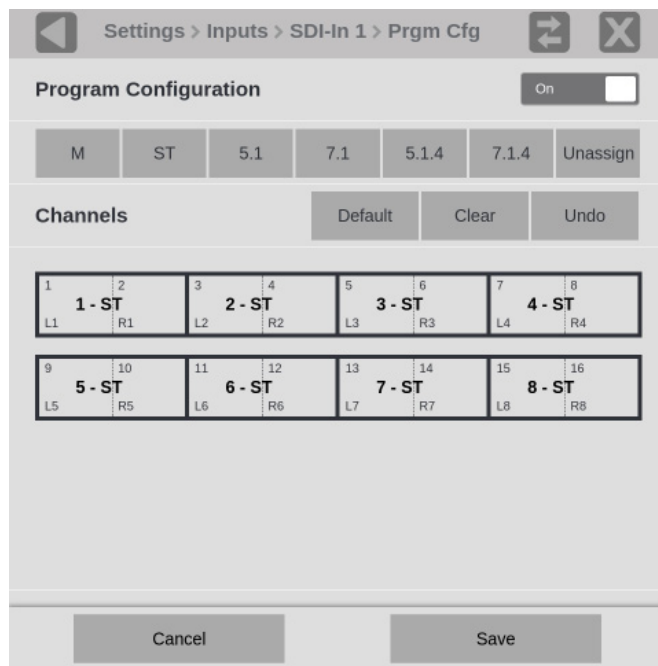 Settings > Inputs > SDI-In 1 > Prgm Cfg
Program Configuration On
M ST 5.1 7.1 5.1.4 7.1.4 Unassign
Channels Default Clear Undo
1 2 3 4 5 6 7 8
1 - ST 2 - ST 3 - ST 4 - ST
L1 R1 L2 R2 L3 R3 L4 R4
9 10 11 12 13 14 15 16
5 - ST 6 - ST 7 - ST 8 - ST
L5 R5 L6 R6 L7 R7 L8 R8
Cancel Save